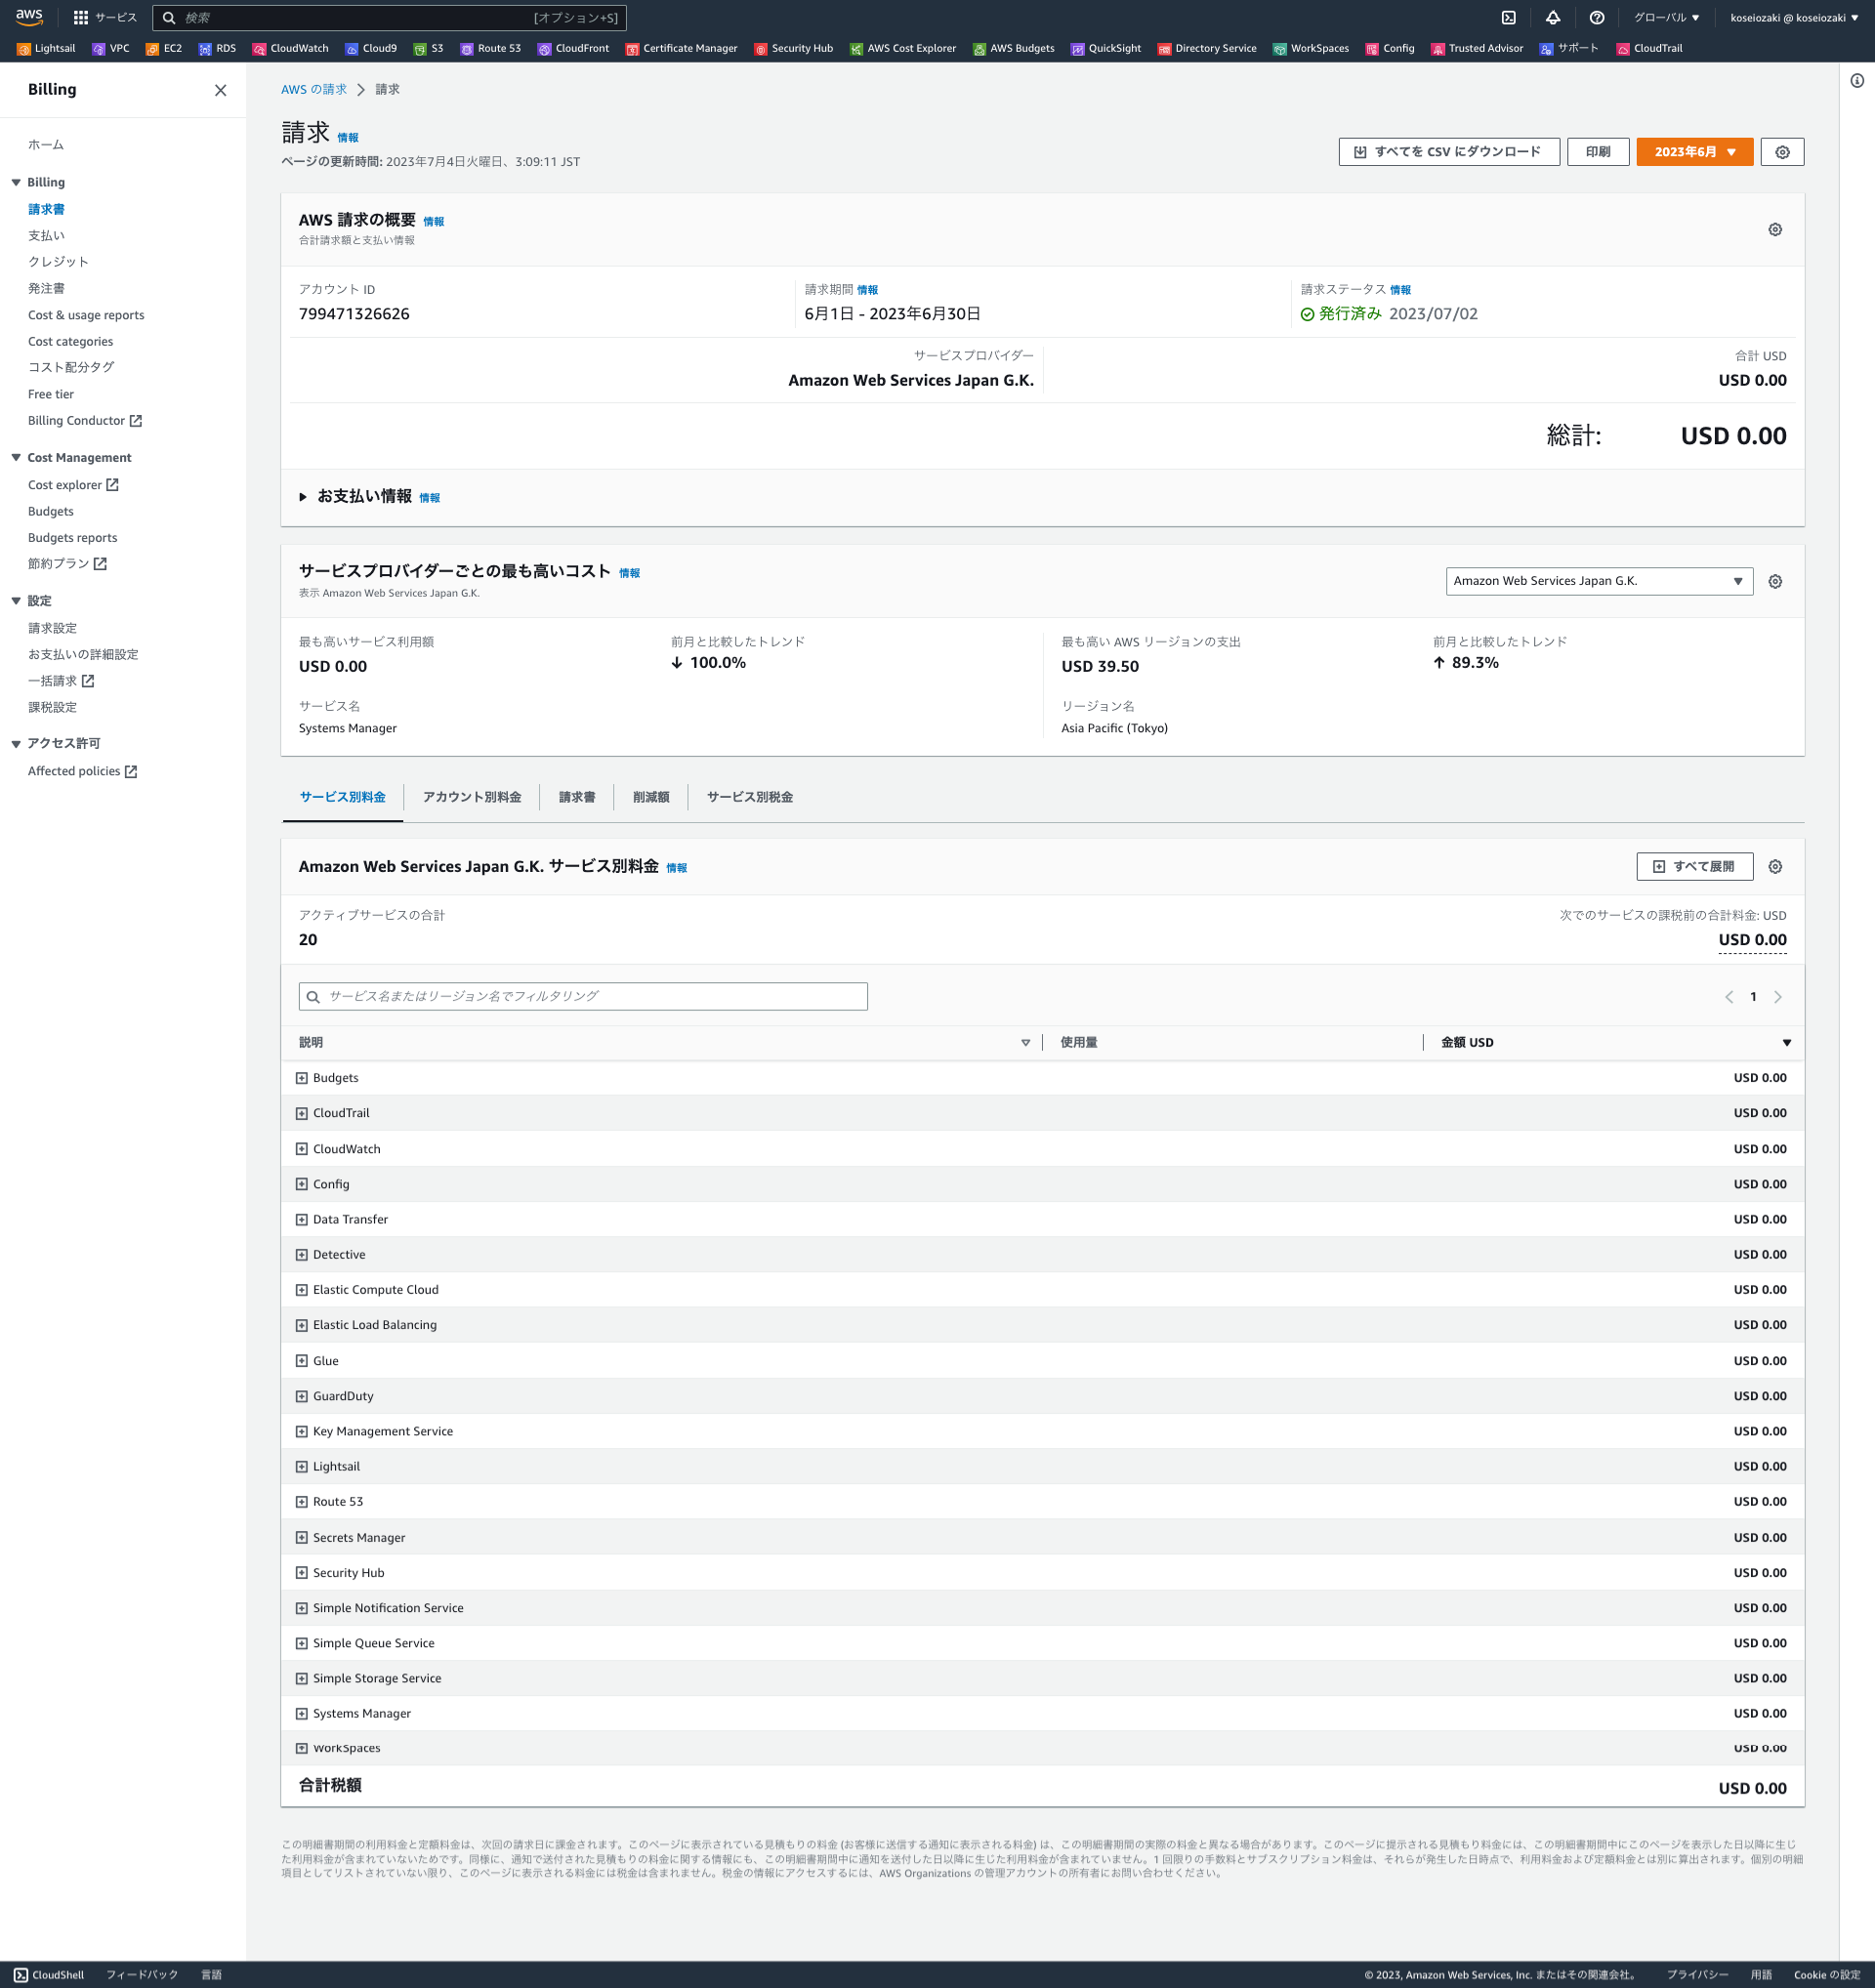 aws サービス 検索 [オプション+S] グローバル koseiozaki @ koseiozaki
Lightsail VPC EC2 RDS CloudWatch Cloud9 S3 Route 53 CloudFront Certificate Manager Security Hub AWS Cost Explorer AWS Budgets QuickSight Directory Service WorkSpaces Config Trusted Advisor サポート CloudTrail
Billing
ホーム
Billing
請求書
支払い
クレジット
発注書
Cost & usage reports
Cost categories
コスト配分タグ
Free tier
Billing Conductor
Cost Management
Cost explorer
Budgets
Budgets reports
節約プラン
設定
請求設定
お支払いの詳細設定
一括請求
課税設定
アクセス許可
Affected policies
AWS の請求 請求
請求 情報
ページの更新時間: 2023年7月4日火曜日、3:09:11 JST
すべてを CSV にダウンロード 印刷 2023年6月
AWS 請求の概要 情報
合計請求額と支払い情報
アカウント ID 請求期間 情報 請求ステータス 情報
799471326626 6月1日 - 2023年6月30日 発行済み 2023/07/02
サービスプロバイダー 合計 USD
Amazon Web Services Japan G.K. USD 0.00
総計: USD 0.00
お支払い情報 情報
サービスプロバイダーごとの最も高いコスト 情報
表示 Amazon Web Services Japan G.K.
Amazon Web Services Japan G.K.
最も高いサービス利用額 前月と比較したトレンド 最も高い AWS リージョンの支出 前月と比較したトレンド
USD 0.00 100.0% USD 39.50 89.3%
サービス名 リージョン名
Systems Manager Asia Pacific (Tokyo)
サービス別料金 アカウント別料金 請求書 削減額 サービス別税金
Amazon Web Services Japan G.K. サービス別料金 情報 すべて展開
アクティブサービスの合計 次でのサービスの課税前の合計料金: USD
20 USD 0.00
サービス名またはリージョン名でフィルタリング 1
説明 使用量 金額 USD
Budgets USD 0.00
CloudTrail USD 0.00
CloudWatch USD 0.00
Config USD 0.00
Data Transfer USD 0.00
Detective USD 0.00
Elastic Compute Cloud USD 0.00
Elastic Load Balancing USD 0.00
Glue USD 0.00
GuardDuty USD 0.00
Key Management Service USD 0.00
Lightsail USD 0.00
Route 53 USD 0.00
Secrets Manager USD 0.00
Security Hub USD 0.00
Simple Notification Service USD 0.00
Simple Queue Service USD 0.00
Simple Storage Service USD 0.00
Systems Manager USD 0.00
WorkSpaces USD 0.00
合計税額 USD 0.00
この明細書期間の利用料金と定額料金は、次回の請求日に課金されます。このページに表示されている見積もりの料金 (お客様に送信する通知に表示される料金) は、この明細書期間の実際の料金と異なる場合があります。このページに提示される見積もり料金には、この明細書期間中にこのページを表示した日以降に生じ
た利用料金が含まれていないためです。同様に、通知で送付された見積もりの料金に関する情報にも、この明細書期間中に通知を送付した日以降に生じた利用料金が含まれていません。1 回限りの手数料とサブスクリプション料金は、それらが発生した日時点で、利用料金および定額料金とは別に算出されます。個別の明細
項目としてリストされていない限り、このページに表示される料金には税金は含まれません。税金の情報にアクセスするには、AWS Organizations の管理アカウントの所有者にお問い合わせください。
CloudShell フィードバック 言語 © 2023, Amazon Web Services, Inc. またはその関連会社。 プライバシー 用語 Cookie の設定